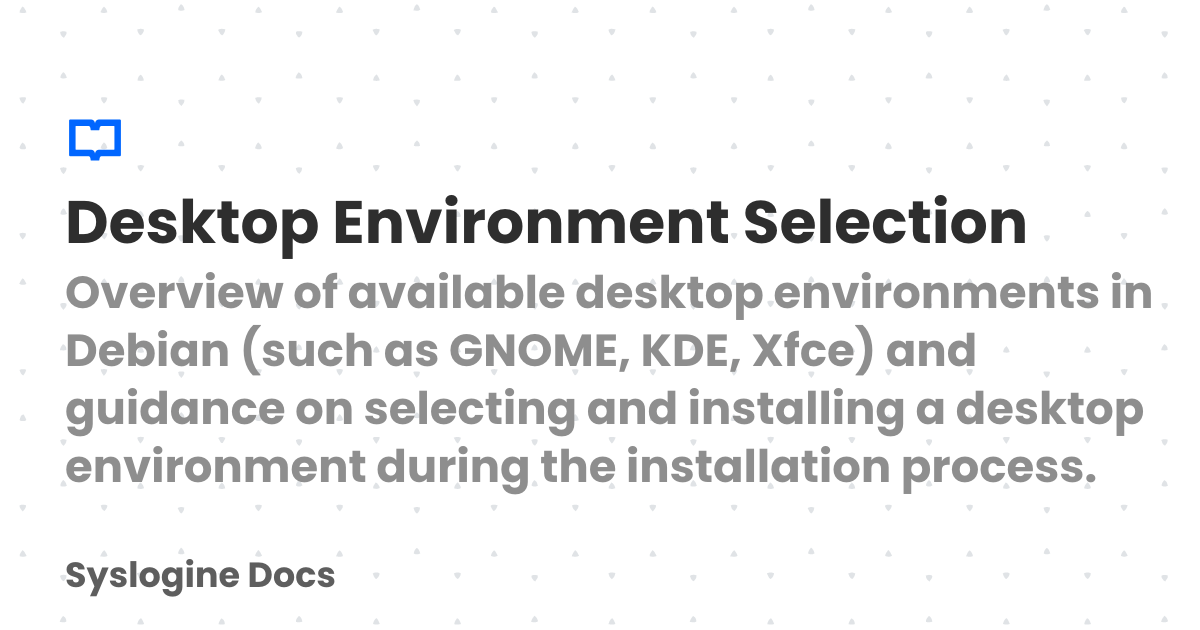 Desktop Environment Selection
Overview of available desktop environments in
Debian (such as GNOME, KDE, Xfce) and
guidance on selecting and installing a desktop
environment during the installation process.
Syslogine Docs